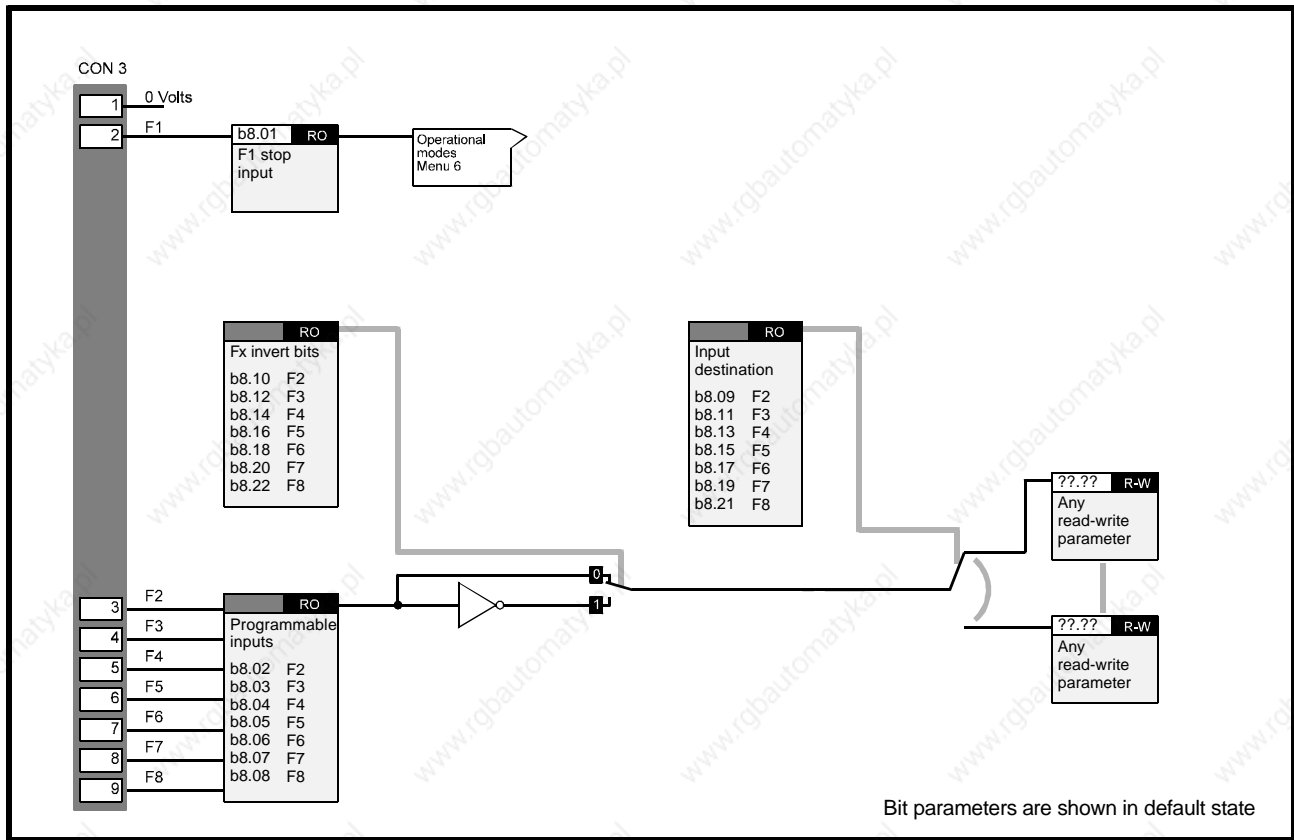 CON 3
1
0 Volts
2
F1
b8.01 RO
F1 stop
input
Operational
modes
Menu 6
RO
Fx invert bits
b8.10 F2
b8.12 F3
b8.14 F4
b8.16 F5
b8.18 F6
b8.20 F7
b8.22 F8
RO
Input
destination
b8.09 F2
b8.11 F3
b8.13 F4
b8.15 F5
b8.17 F6
b8.19 F7
b8.21 F8
??.?? R-W
Any
read-write
parameter
??.?? R-W
Any
read-write
parameter
0
1
3
F2
4
F3
5
F4
6
F5
7
F6
8
F7
9
F8
RO
Programmable
inputs
b8.02 F2
b8.03 F3
b8.04 F4
b8.05 F5
b8.06 F6
b8.07 F7
b8.08 F8
Bit parameters are shown in default state
www.rgbautomatyka.pl